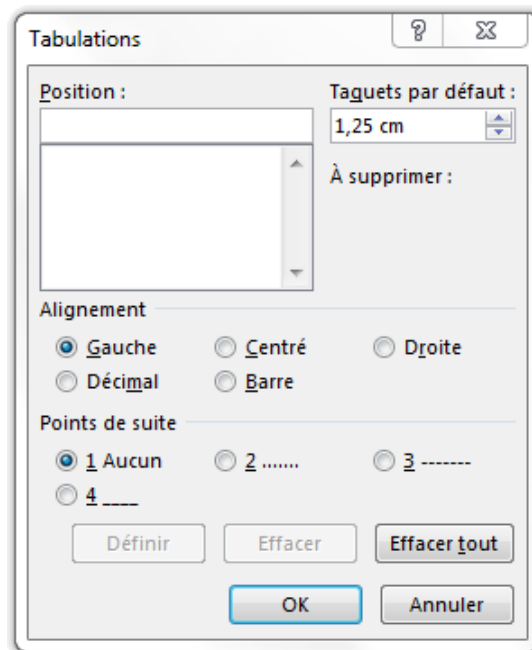 Tabulations
Position :
Taquets par défaut :
1,25 cm
À supprimer :
Alignement
Gauche
Centré
Droite
Décimal
Barre
Points de suite
1 Aucun
2 .......
3 -------
4 ____
Définir
Effacer
Effacer tout
OK
Annuler